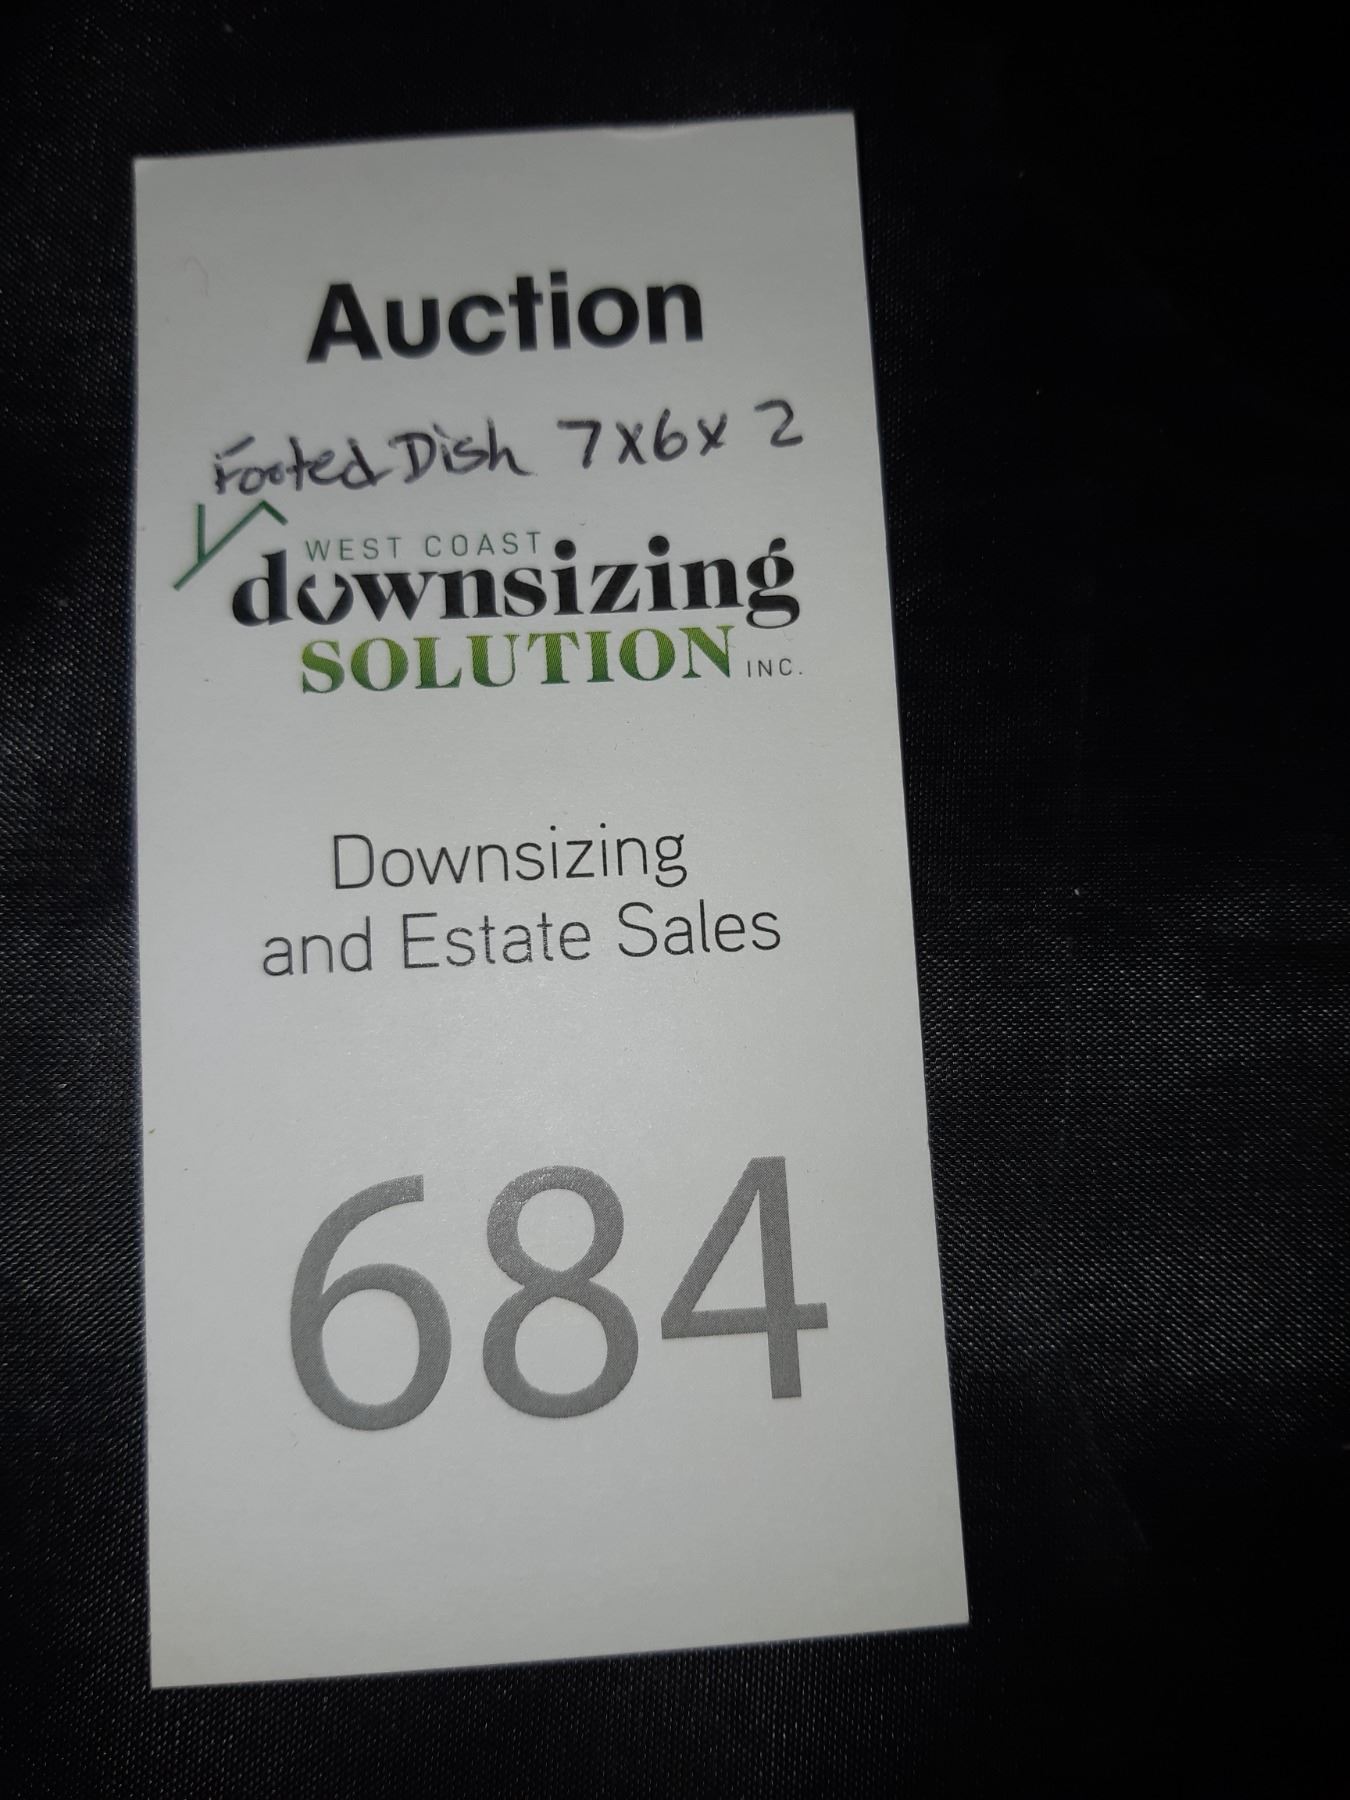 Auction
Footed Dish 7x6x2
WEST COAST
downsizing
SOLUTION INC.
Downsizing
and Estate Sales
684